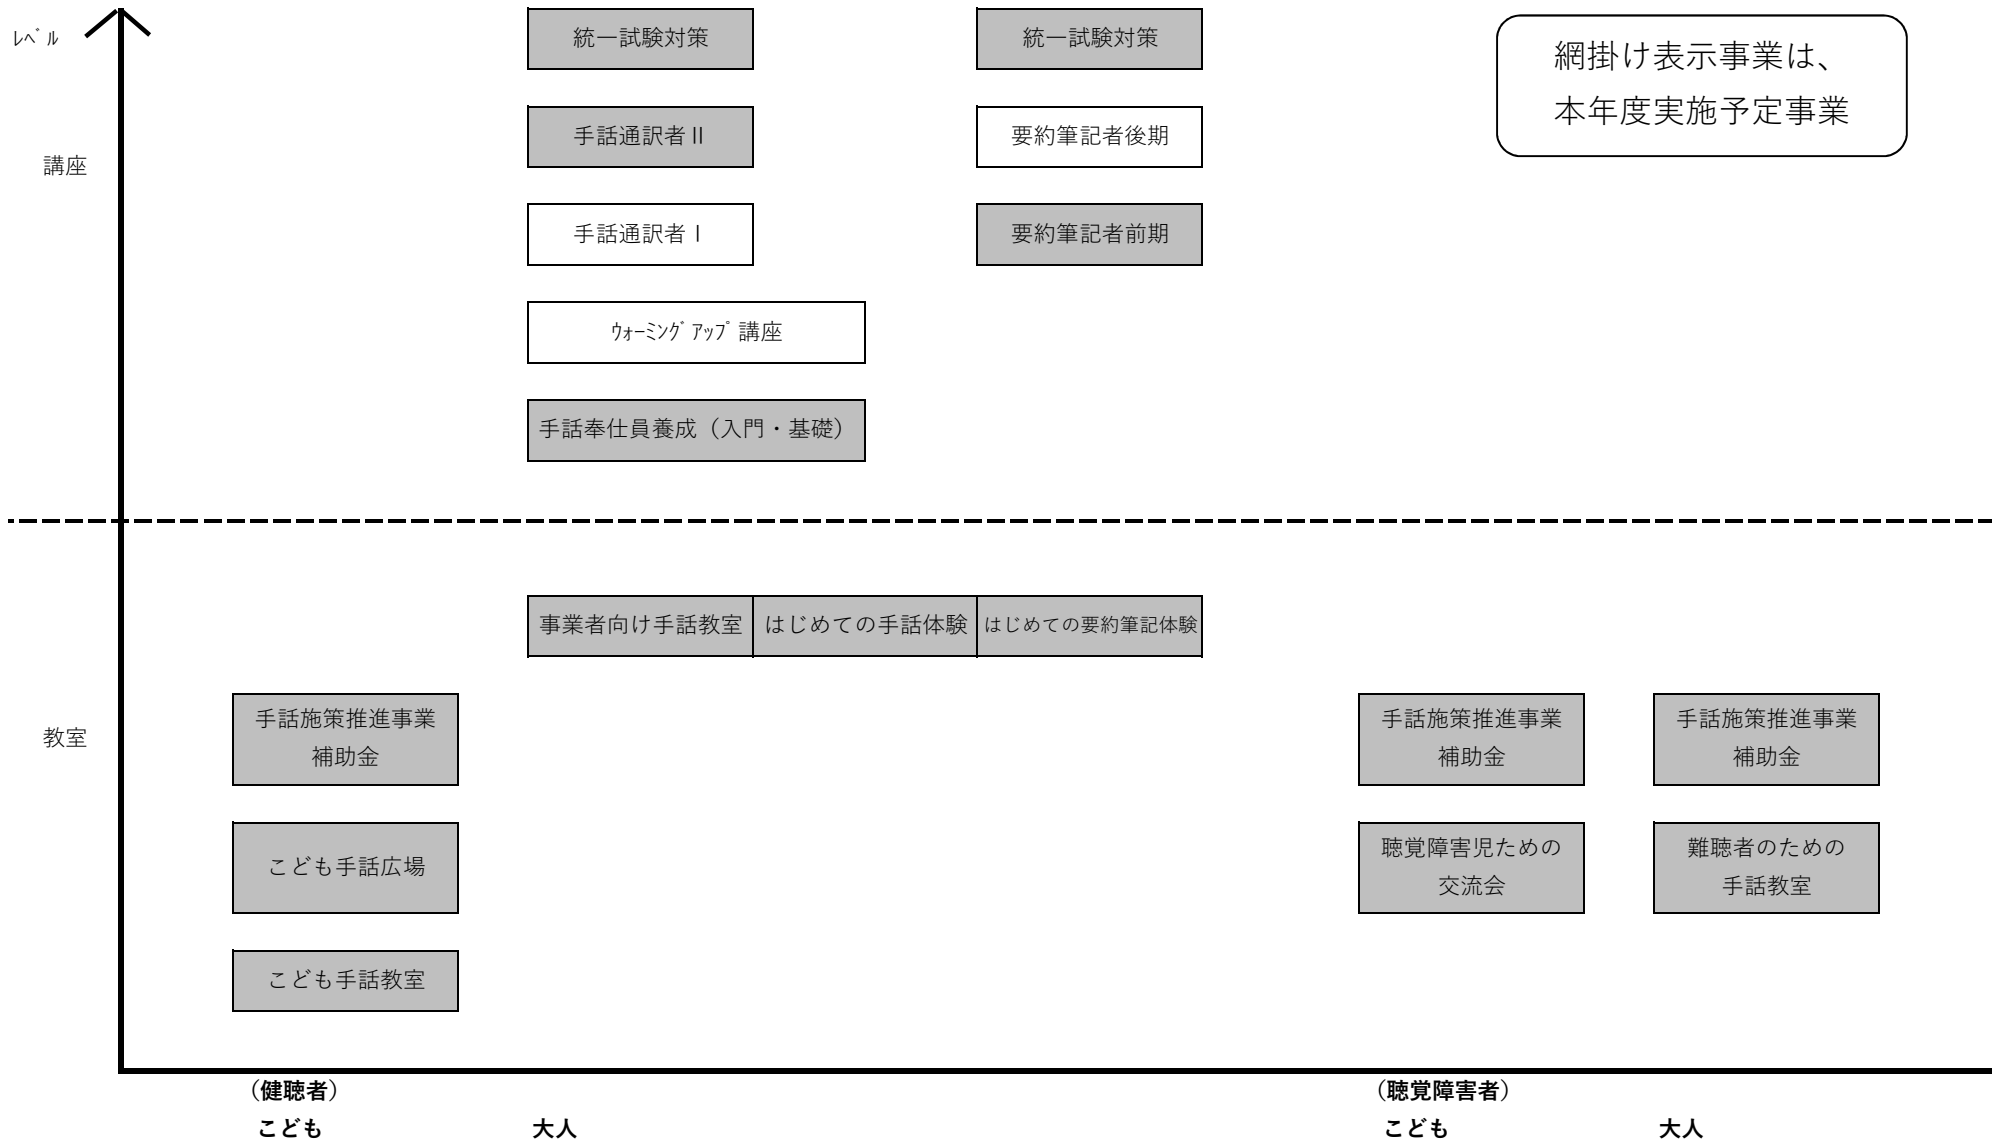 ﾚﾍﾞﾙ
統一試験対策
統一試験対策
網掛け表示事業は、
本年度実施予定事業
講座
手話通訳者Ⅱ
要約筆記者後期
手話通訳者Ⅰ
要約筆記者前期
ｳｫｰﾐﾝｸﾞｱｯﾌﾟ講座
手話奉仕員養成（入門・基礎）
事業者向け手話教室
はじめての手話体験
はじめての要約筆記体験
教室
手話施策推進事業
補助金
手話施策推進事業
補助金
手話施策推進事業
補助金
こども手話広場
聴覚障害児ための
交流会
難聴者のための
手話教室
こども手話教室
（健聴者）
（聴覚障害者）
こども
大人
こども
大人